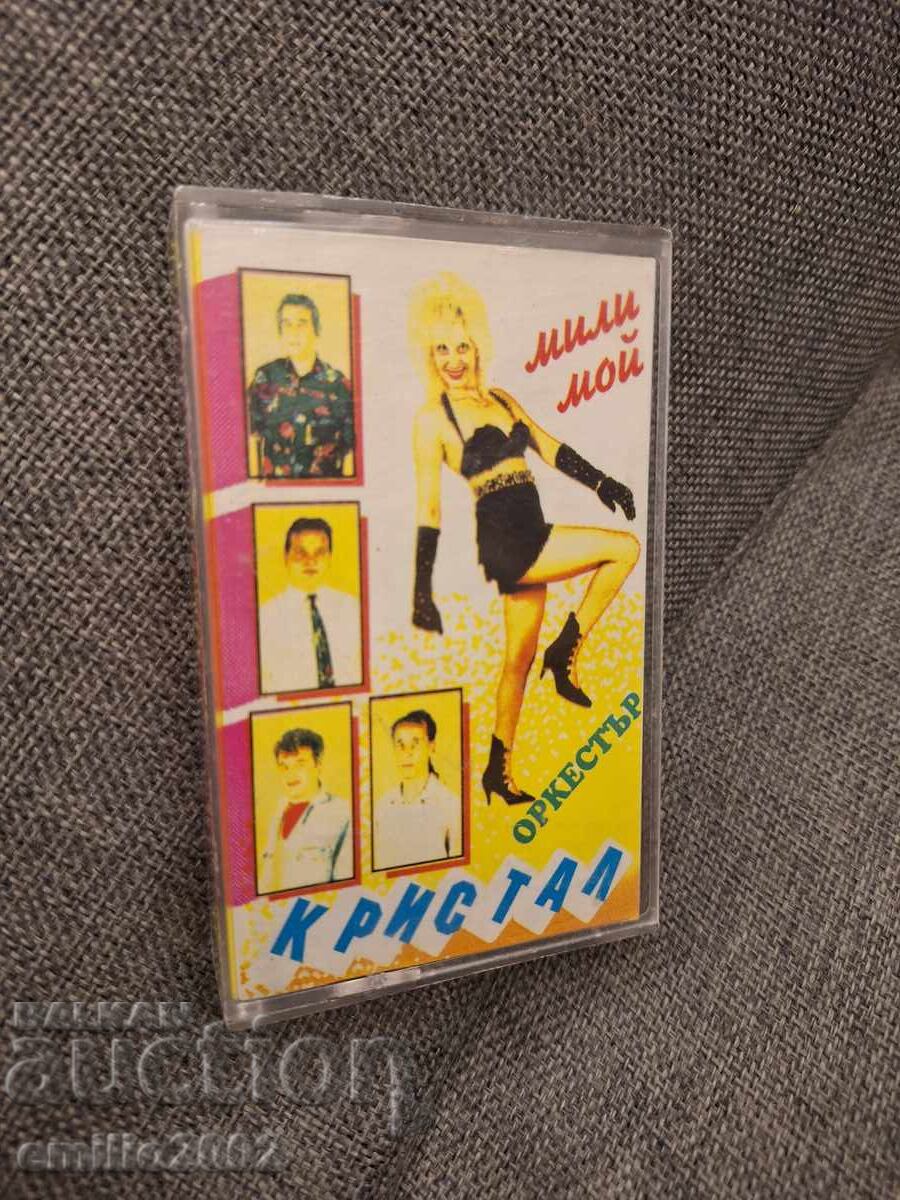 мили
мой
ОРКЕСТЪР
КРИСТАЛ
BALKAN
auction
emilio2002